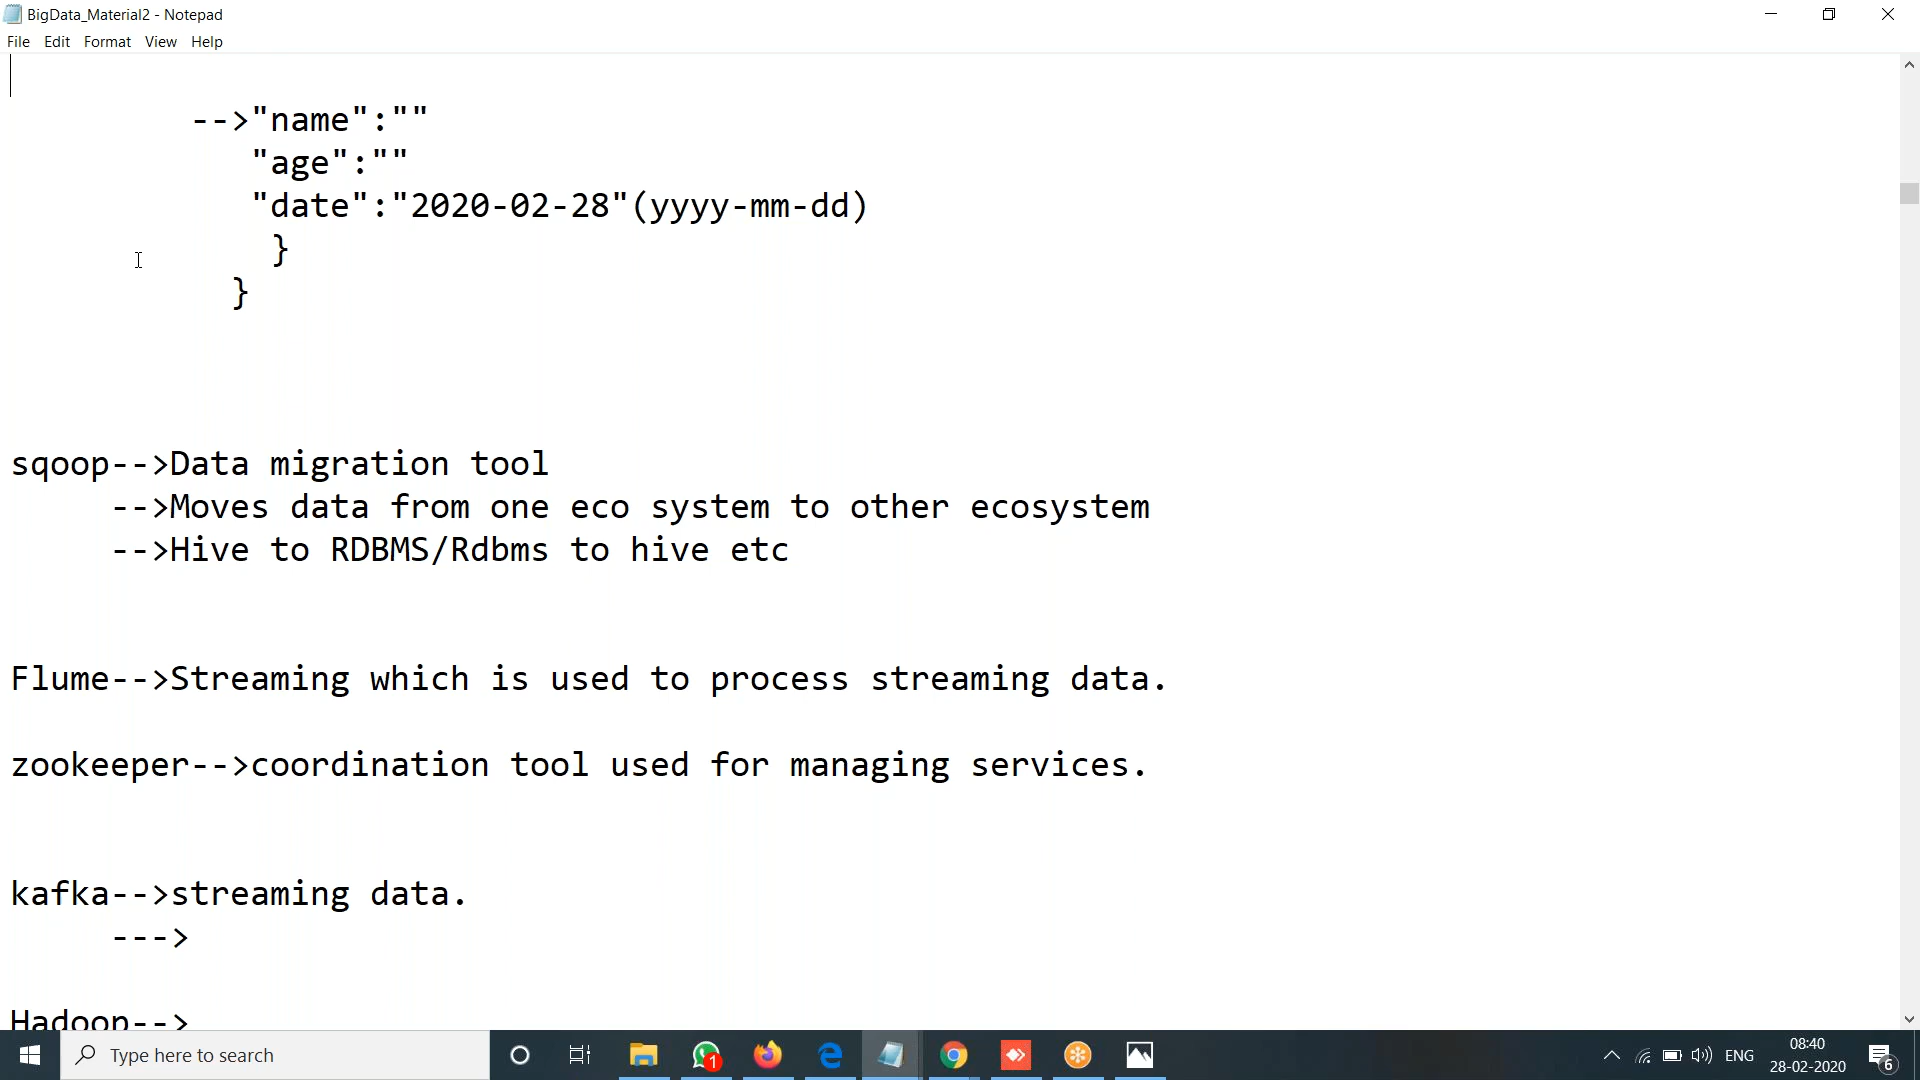 BigData_Material2 - Notepad
File Edit Format View Help
-->"name":""
"age":""
"date":"2020-02-28"(yyyy-mm-dd)
}
}
sqoop-->Data migration tool
-->Moves data from one eco system to other ecosystem
-->Hive to RDBMS/Rdbms to hive etc
Flume-->Streaming which is used to process streaming data.
zookeeper-->coordination tool used for managing services.
kafka-->streaming data.
--->
Hadoop-->
Type here to search
1
ENG
08:40
28-02-2020
6